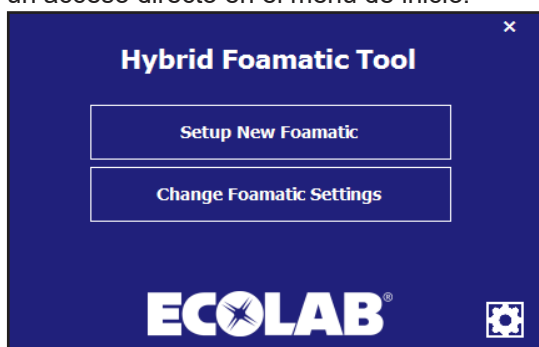 un acceso directo en el menú de inicio.
×
Hybrid Foamatic Tool
Setup New Foamatic
Change Foamatic Settings
ECOLAB®